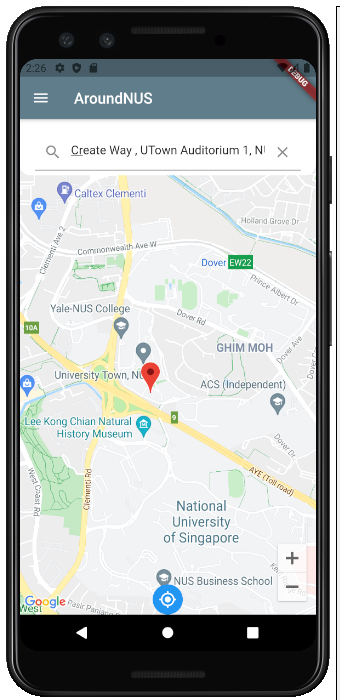 2:26
DEBUG
AroundNUS
Create Way , UTown Auditorium 1, NU
Caltex Clementi
Holland Grove Dr
Clementi Ave 2
Commonwealth Ave W
Dover EW22
Prince Albert Dr
Yale-NUS College
Dover Rd
10A
GHIM MOH
Dover Ave
University Town, NU
ACS (Independent)
9
Lee Kong Chian Natural
History Museum
Dover Dr
West Coast Rd
Clementi Rd
AYE (Toll road)
National
University
of Singapore
+
NUS Business School
−
Google
West
Pasir Panjang